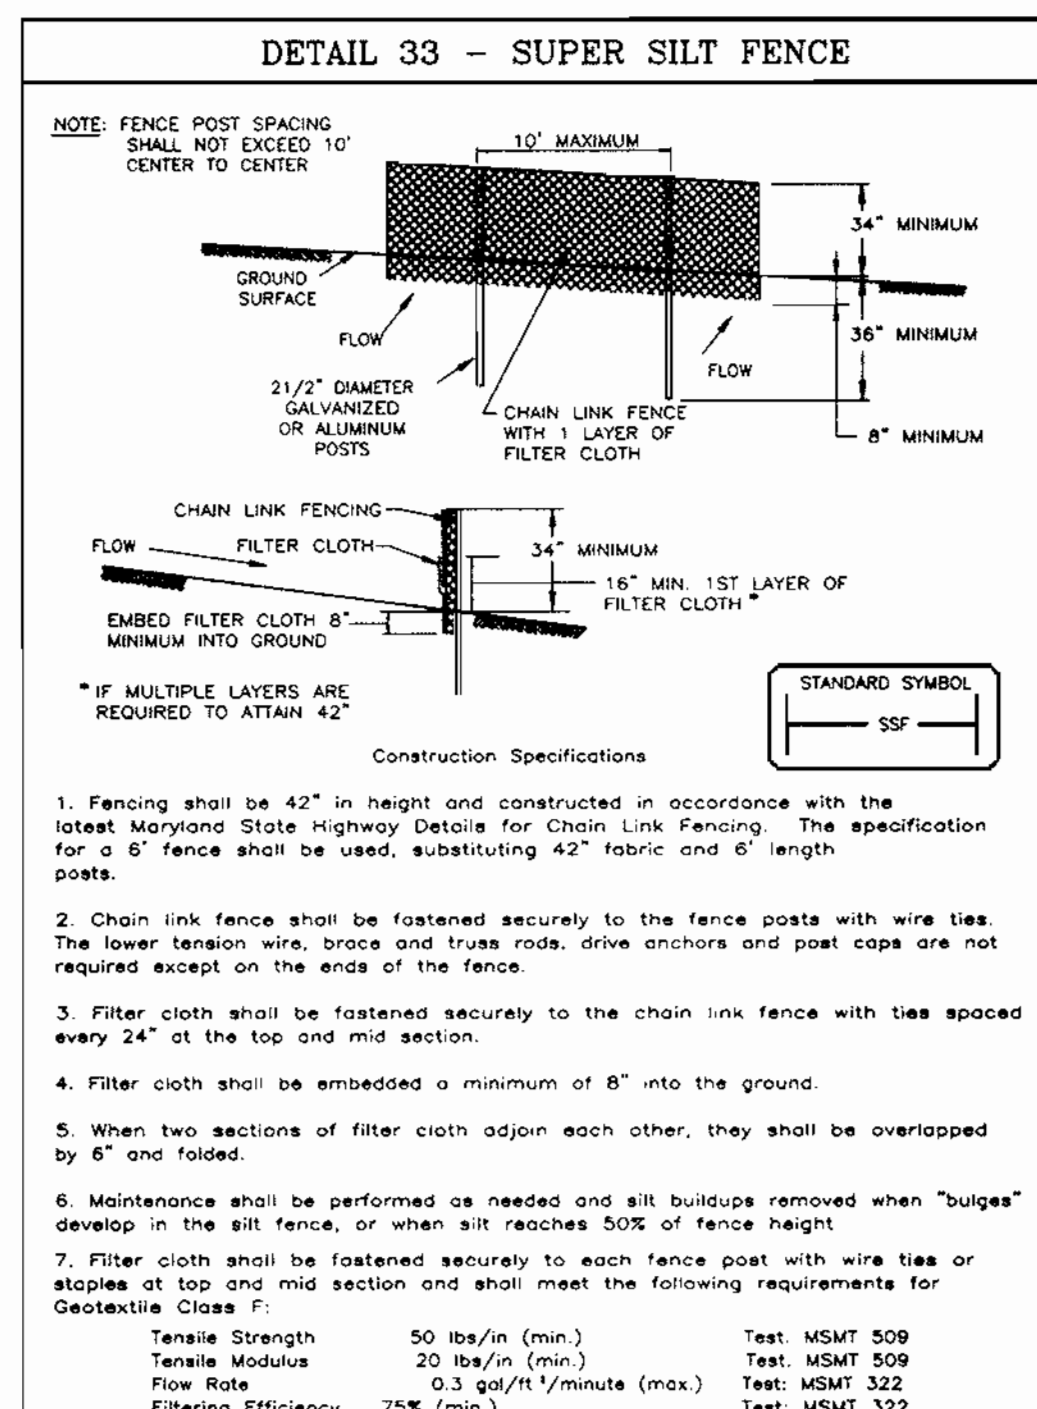 DETAIL 33 – SUPER SILT FENCE
NOTE: FENCE POST SPACING
SHALL NOT EXCEED 10'
CENTER TO CENTER
10' MAXIMUM
34" MINIMUM
GROUND
SURFACE
FLOW
36" MINIMUM
FLOW
21/2" DIAMETER
GALVANIZED
OR ALUMINUM
POSTS
CHAIN LINK FENCE
WITH 1 LAYER OF
FILTER CLOTH
8" MINIMUM
CHAIN LINK FENCING
FLOW
FILTER CLOTH
34" MINIMUM
16" MIN. 1ST LAYER OF
FILTER CLOTH *
EMBED FILTER CLOTH 8"
MINIMUM INTO GROUND
* IF MULTIPLE LAYERS ARE
REQUIRED TO ATTAIN 42"
STANDARD SYMBOL
SSF
Construction Specifications
1. Fencing shall be 42" in height and constructed in accordance with the
latest Maryland State Highway Details for Chain Link Fencing. The specification
for a 6' fence shall be used, substituting 42" fabric and 6' length
posts.
2. Chain link fence shall be fastened securely to the fence posts with wire ties.
The lower tension wire, brace and truss rods, drive anchors and post caps are not
required except on the ends of the fence.
3. Filter cloth shall be fastened securely to the chain link fence with ties spaced
every 24" at the top and mid section.
4. Filter cloth shall be embedded a minimum of 8" into the ground.
5. When two sections of filter cloth adjoin each other, they shall be overlapped
by 6" and folded.
6. Maintenance shall be performed as needed and silt buildups removed when "bulges"
develop in the silt fence, or when silt reaches 50% of fence height
7. Filter cloth shall be fastened securely to each fence post with wire ties or
staples at top and mid section and shall meet the following requirements for
Geotextile Class F:
Tensile Strength 50 lbs/in (min.) Test. MSMT 509
Tensile Modulus 20 lbs/in (min.) Test. MSMT 509
Flow Rate 0.3 gal/ft²/minute (max.) Test: MSMT 322
Filtering Efficiency 75% (min.) Test: MSMT 322